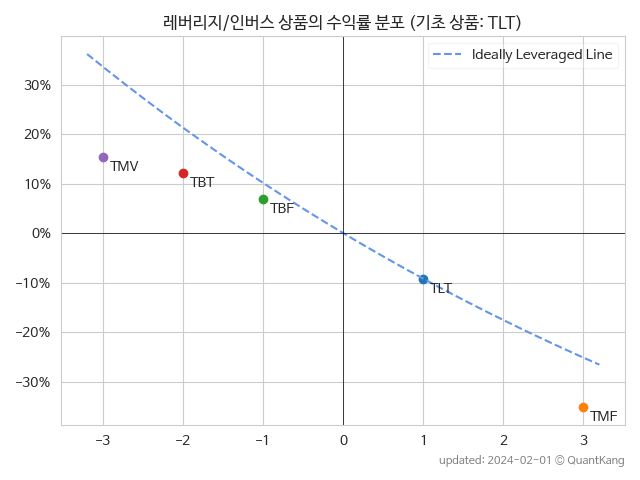 레버리지/인버스 상품의 수익률 분포 (기초 상품: TLT)
Ideally Leveraged Line
30%
20%
10%
0%
−10%
−20%
−30%
TMV
TBT
TBF
TLT
TMF
−3
−2
−1
0
1
2
3
updated: 2024-02-01 © QuantKang